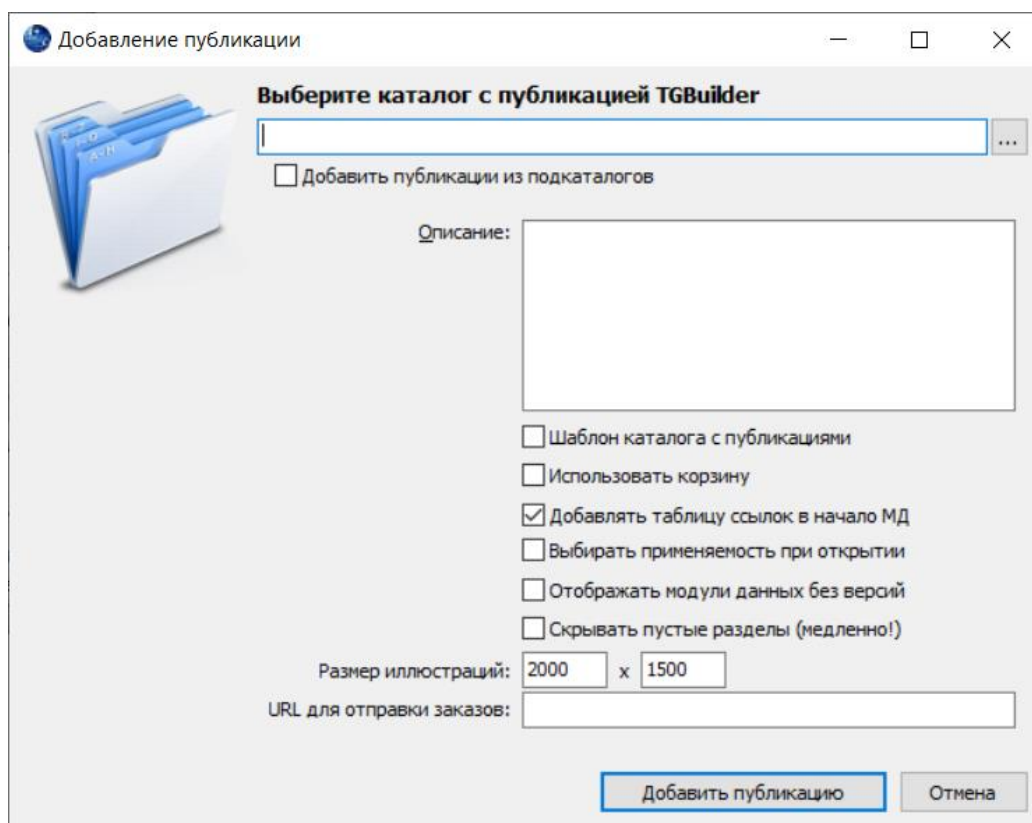 Добавление публикации
Выберите каталог с публикацией TGBuilder
...
Добавить публикации из подкаталогов
Описание:
Шаблон каталога с публикациями
Использовать корзину
Добавлять таблицу ссылок в начало МД
Выбирать применяемость при открытии
Отображать модули данных без версий
Скрывать пустые разделы (медленно!)
Размер иллюстраций: 2000 x 1500
URL для отправки заказов:
Добавить публикацию Отмена